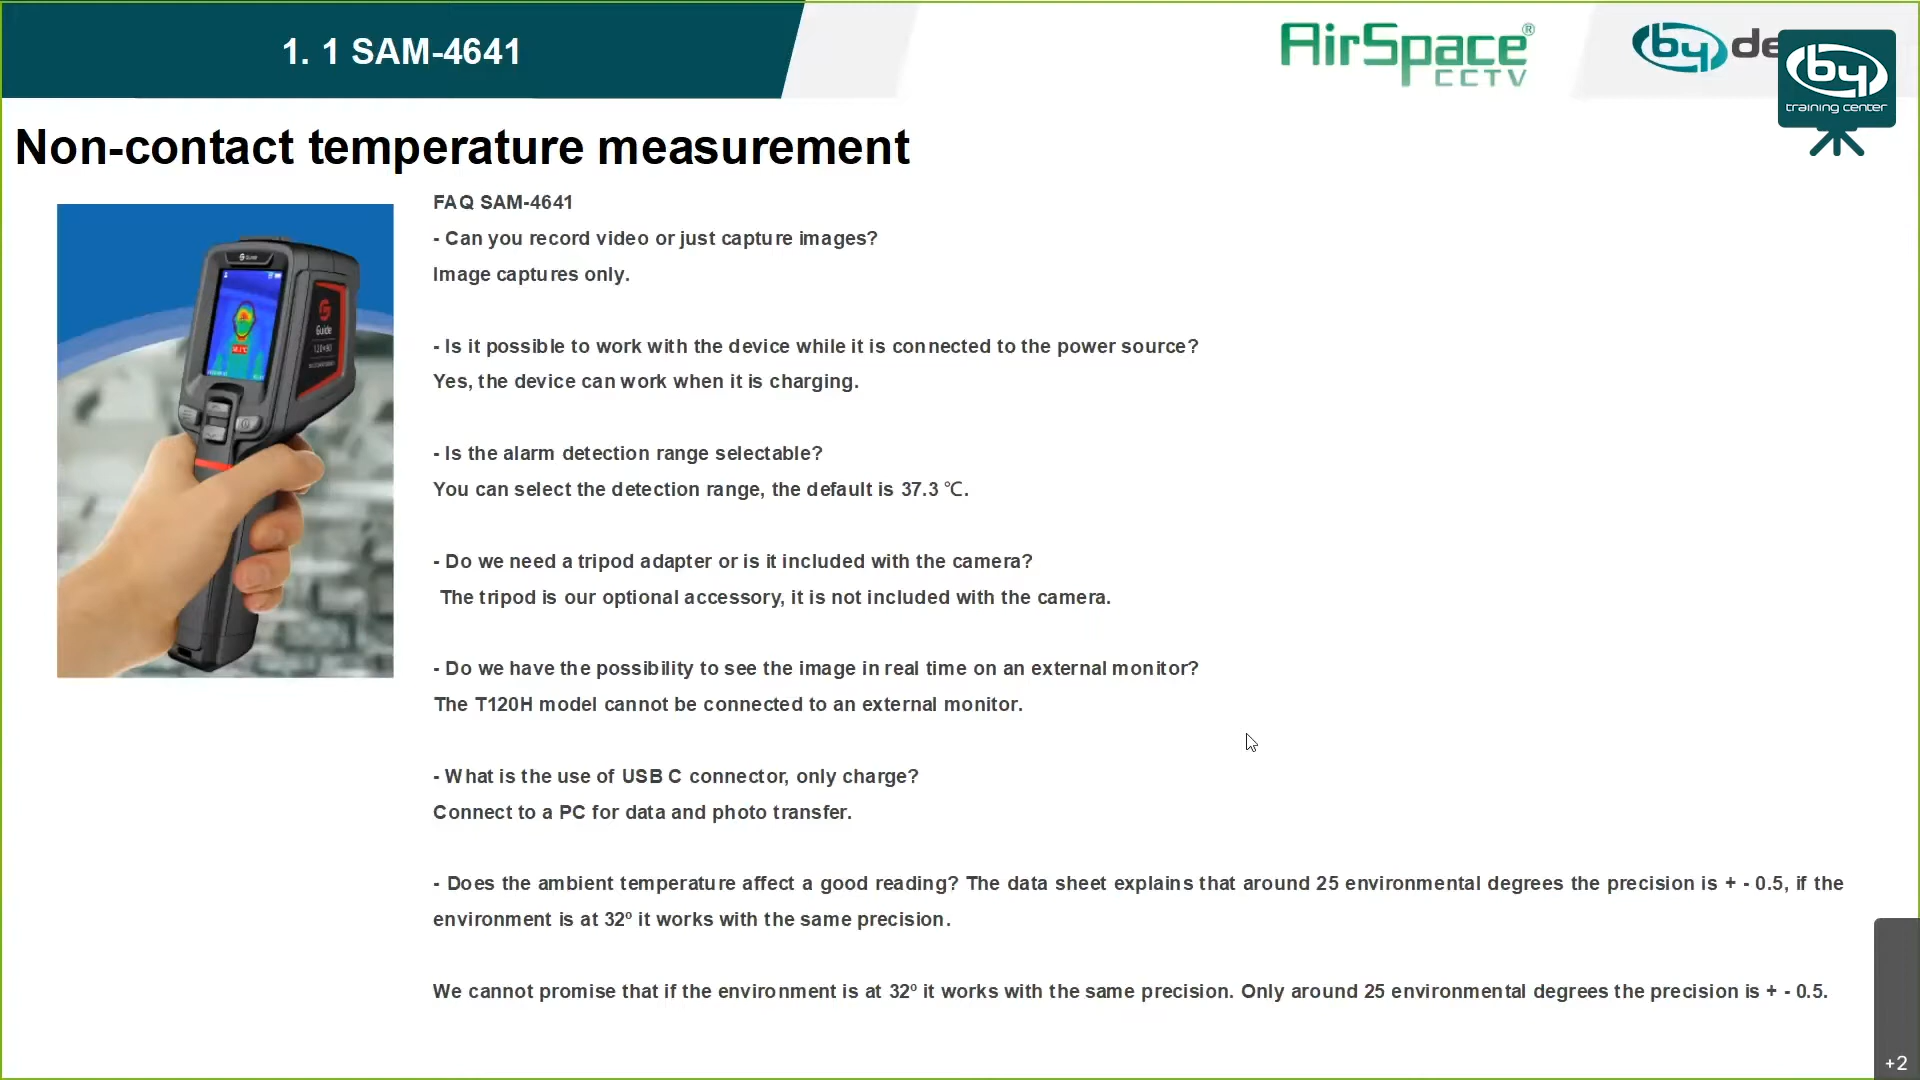 1. 1 SAM-4641
AirSpace®
CCTV
by de
by
training center
Non-contact temperature measurement
FAQ SAM-4641
- Can you record video or just capture images?
Image captures only.
- Is it possible to work with the device while it is connected to the power source?
Yes, the device can work when it is charging.
- Is the alarm detection range selectable?
You can select the detection range, the default is 37.3 ℃.
- Do we need a tripod adapter or is it included with the camera?
The tripod is our optional accessory, it is not included with the camera.
- Do we have the possibility to see the image in real time on an external monitor?
The T120H model cannot be connected to an external monitor.
- What is the use of USB C connector, only charge?
Connect to a PC for data and photo transfer.
- Does the ambient temperature affect a good reading? The data sheet explains that around 25 environmental degrees the precision is + - 0.5, if the
environment is at 32º it works with the same precision.
We cannot promise that if the environment is at 32º it works with the same precision. Only around 25 environmental degrees the precision is + - 0.5.
Guide
+2